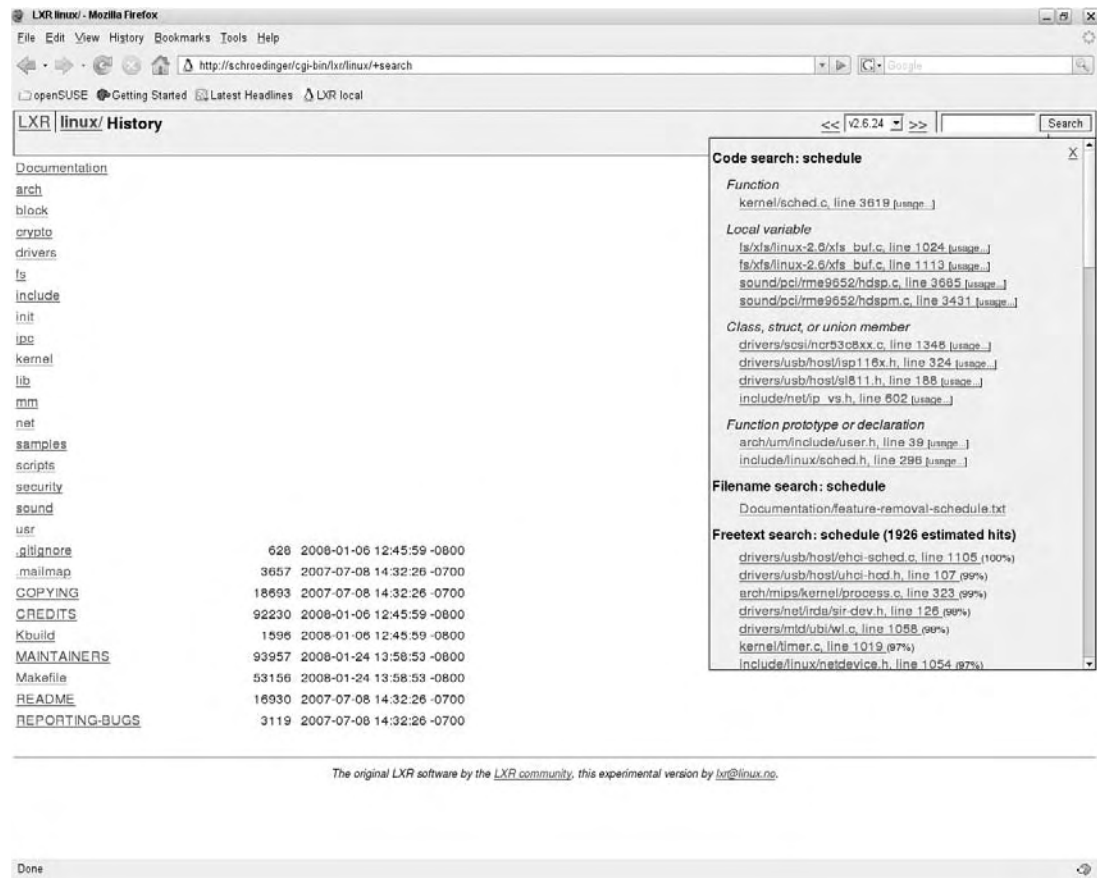 LXR linux/ - Mozilla Firefox
File Edit View History Bookmarks Tools Help
http://schroedinger/cgi-bin/lxr/linux/+search
G Google
openSUSE Getting Started Latest Headlines LXR local
LXR linux/ History
<< v2.6.24 >> Search
Documentation
arch
block
crypto
drivers
fs
include
init
ipc
kernel
lib
mm
net
samples
scripts
security
sound
usr
.gitignore 628 2008-01-06 12:45:59 -0800
.mailmap 3657 2007-07-08 14:32:26 -0700
COPYING 18693 2007-07-08 14:32:26 -0700
CREDITS 92230 2008-01-06 12:45:59 -0800
Kbuild 1596 2008-01-06 12:45:59 -0800
MAINTAINERS 93957 2008-01-24 13:58:53 -0800
Makefile 53156 2008-01-24 13:58:53 -0800
README 16930 2007-07-08 14:32:26 -0700
REPORTING-BUGS 3119 2007-07-08 14:32:26 -0700
Code search: schedule X
Function
kernel/sched.c, line 3619 [usage...]
Local variable
fs/xfs/linux-2.6/xfs_buf.c, line 1024 [usage...]
fs/xfs/linux-2.6/xfs_buf.c, line 1113 [usage...]
sound/pci/rme9652/hdsp.c, line 3685 [usage...]
sound/pci/rme9652/hdspm.c, line 3431 [usage...]
Class, struct, or union member
drivers/scsi/ncr53c8xx.c, line 1346 [usage...]
drivers/usb/host/isp116x.h, line 324 [usage...]
drivers/usb/host/sl811.h, line 188 [usage...]
include/net/ip_vs.h, line 602 [usage...]
Function prototype or declaration
arch/um/include/user.h, line 39 [usage...]
include/linux/sched.h, line 296 [usage...]
Filename search: schedule
Documentation/feature-removal-schedule.txt
Freetext search: schedule (1926 estimated hits)
drivers/usb/host/ehci-sched.c, line 1105 (100%)
drivers/usb/host/uhci-hcd.h, line 107 (99%)
arch/mips/kernel/process.c, line 323 (99%)
drivers/net/irda/sir-dev.h, line 126 (98%)
drivers/mtd/ubi/wl.c, line 1058 (98%)
kernel/timer.c, line 1019 (97%)
include/linux/netdevice.h, line 1054 (97%)
The original LXR software by the LXR community, this experimental version by lxr@linux.no.
Done